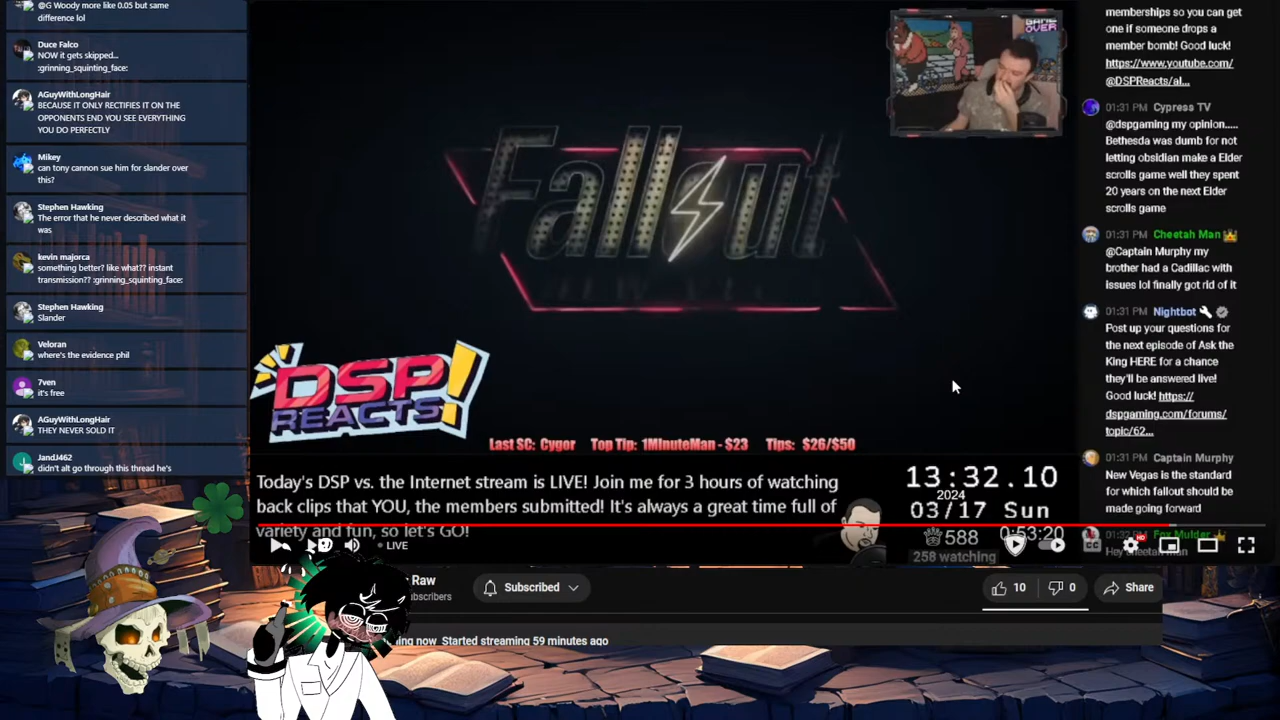 @G Woody more like 0.05 but same
difference lol
Duce Falco
NOW it gets skipped...
:grinning_squinting_face:
AGuyWithLongHair
BECAUSE IT ONLY RECTIFIES IT ON THE
OPPONENTS END YOU SEE EVERYTHING
YOU DO PERFECTLY
Mikey
can tony cannon sue him for slander over
this?
Stephen Hawking
The error that he never described what it
was
kevin majorca
something better? like what?? instant
transmission?? :grinning_squinting_face:
Stephen Hawking
Slander
Veloran
where's the evidence phil
7ven
it's free
AGuyWithLongHair
THEY NEVER SOLD IT
JandJ462
didn't alt go through this thread he's
GAME
OVER
Fallout
DSP!
REACTS!
Last SC: Cygor Top Tip: 1MinuteMan - $23 Tips: $26/$50
Today's DSP vs. the Internet stream is LIVE! Join me for 3 hours of watching
back clips that YOU, the members submitted! It's always a great time full of
variety and fun, so let's GO!
LIVE
13:32.10
2024
03/17 Sun
588
0:53:20
258 watching
HD
memberships so you can get
one if someone drops a
member bomb! Good luck!
https://www.youtube.com/
@DSPReacts/al...
01:31 PM Cypress TV
@dspgaming my opinion.....
Bethesda was dumb for not
letting obsidian make a Elder
scrolls game well they spent
20 years on the next Elder
scrolls game
01:31 PM Cheetah Man
@Captain Murphy my
brother had a Cadillac with
issues lol finally got rid of it
01:31 PM Nightbot
Post up your questions for
the next episode of Ask the
King HERE for a chance
they'll be answered live!
Good luck! https://
dspgaming.com/forums/
topic/62...
01:31 PM Captain Murphy
New Vegas is the standard
for which fallout should be
made going forward
Fox Mulder
Hey cheetah man
Raw
Subscribed
10
0
Share
Started streaming 59 minutes ago